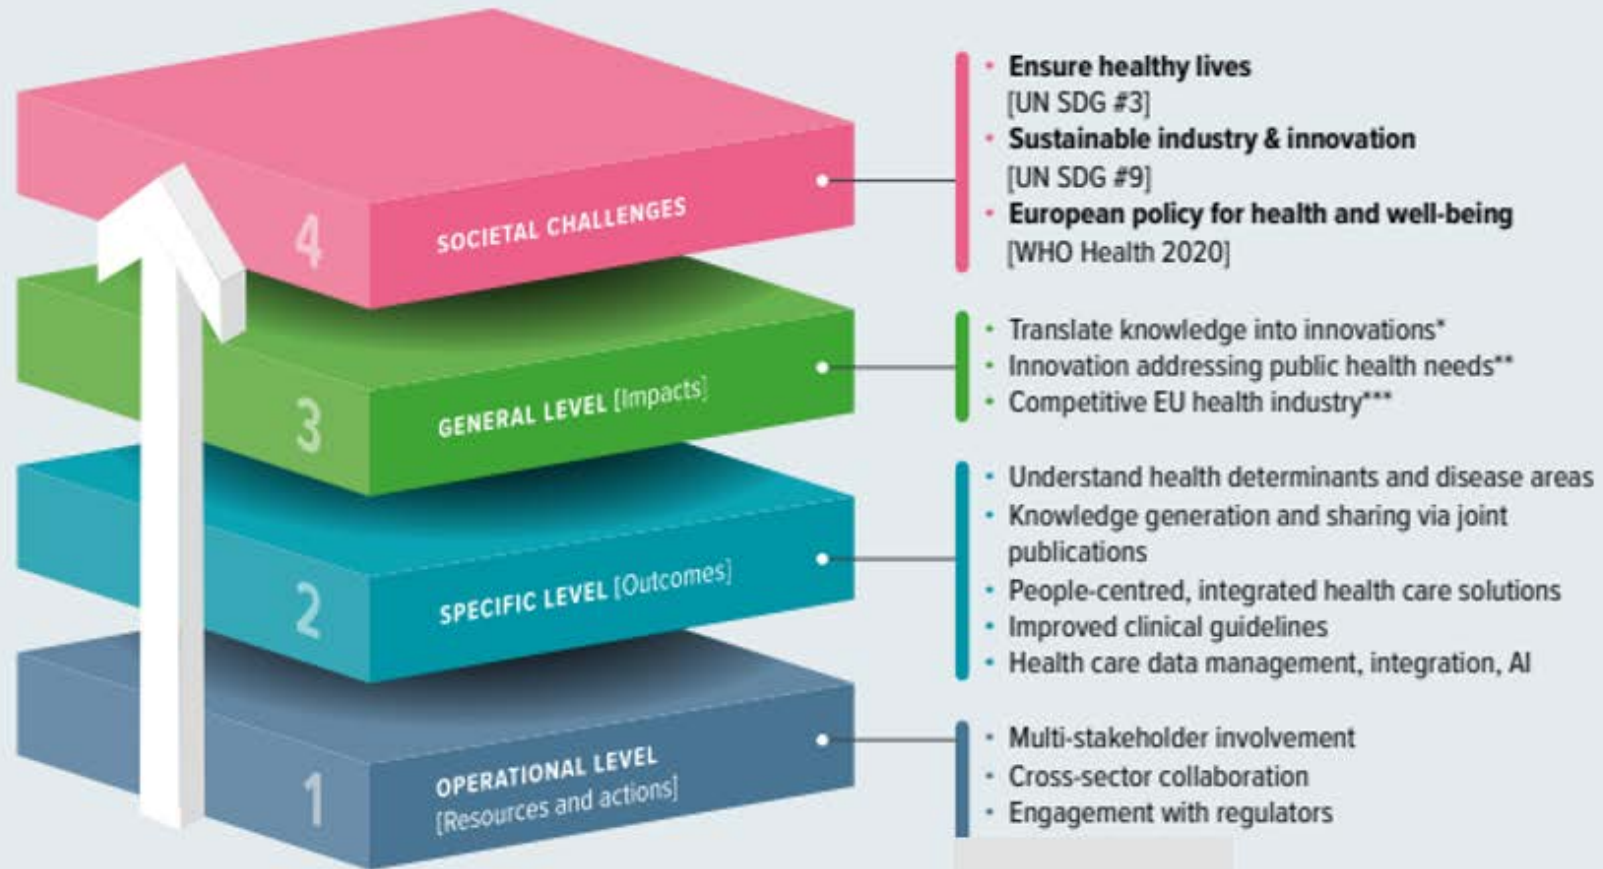 • Ensure healthy lives
[UN SDG #3]
• Sustainable industry & innovation
[UN SDG #9]
• European policy for health and well-being
[WHO Health 2020]
4
SOCIETAL CHALLENGES
• Translate knowledge into innovations*
• Innovation addressing public health needs**
• Competitive EU health industry***
3
GENERAL LEVEL [Impacts]
• Understand health determinants and disease areas
• Knowledge generation and sharing via joint
publications
• People-centred, integrated health care solutions
• Improved clinical guidelines
• Health care data management, integration, AI
2
SPECIFIC LEVEL [Outcomes]
• Multi-stakeholder involvement
• Cross-sector collaboration
• Engagement with regulators
1
OPERATIONAL LEVEL
[Resources and actions]